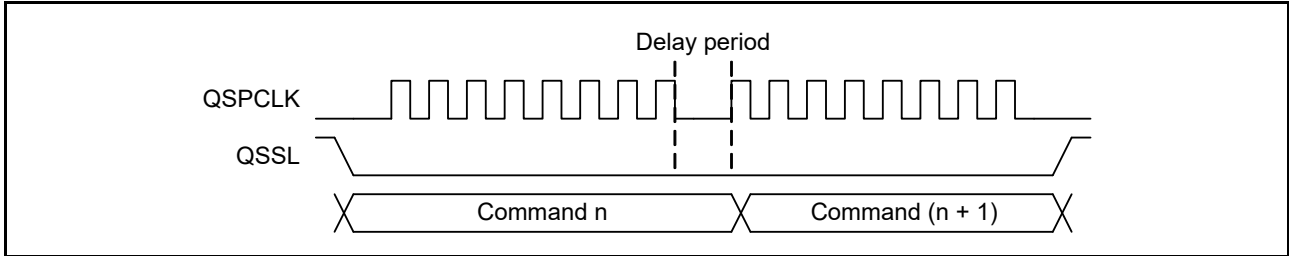 Delay period
QSPCLK
QSSL
Command n
Command (n + 1)